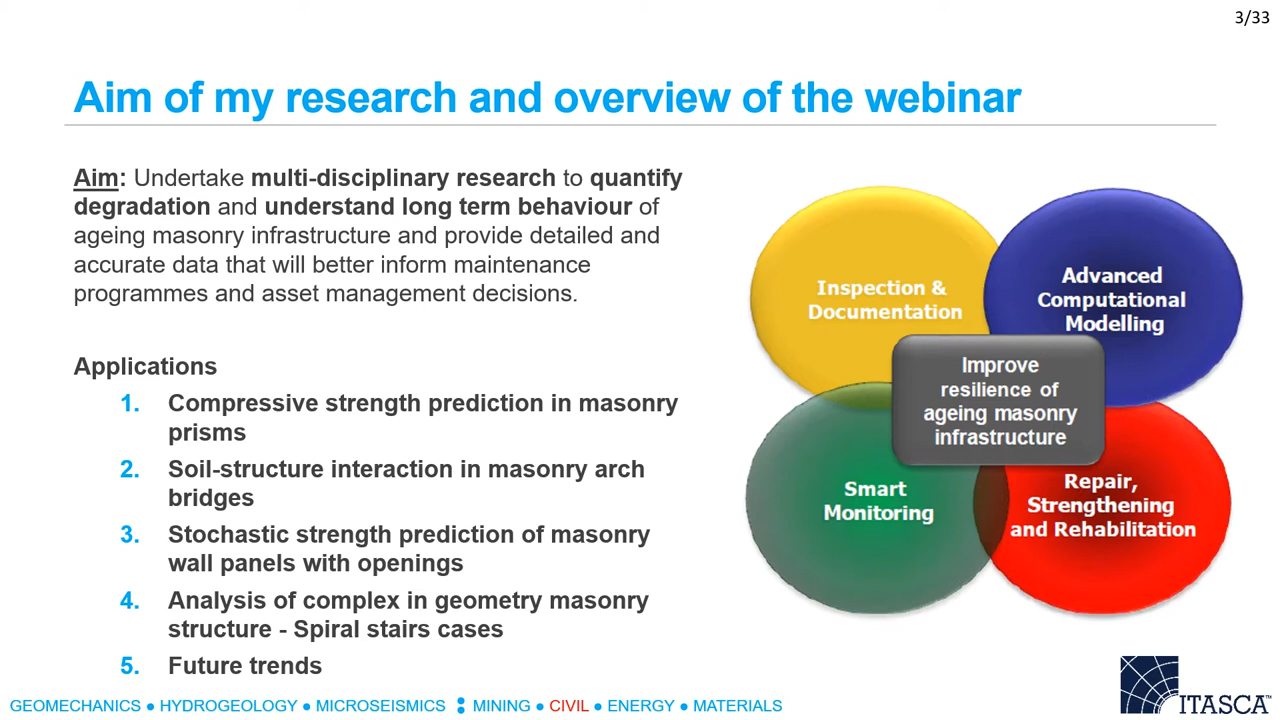 3/33
Aim of my research and overview of the webinar
Aim: Undertake multi-disciplinary research to quantify
degradation and understand long term behaviour of
ageing masonry infrastructure and provide detailed and
accurate data that will better inform maintenance
programmes and asset management decisions.
Applications
1. Compressive strength prediction in masonry
prisms
2. Soil-structure interaction in masonry arch
bridges
3. Stochastic strength prediction of masonry
wall panels with openings
4. Analysis of complex in geometry masonry
structure - Spiral stairs cases
5. Future trends
Inspection &
Documentation
Advanced
Computational
Modelling
Improve
resilience of
ageing masonry
infrastructure
Smart
Monitoring
Repair,
Strengthening
and Rehabilitation
GEOMECHANICS ● HYDROGEOLOGY ● MICROSEISMICS : MINING ● CIVIL ● ENERGY ● MATERIALS
ITASCA™